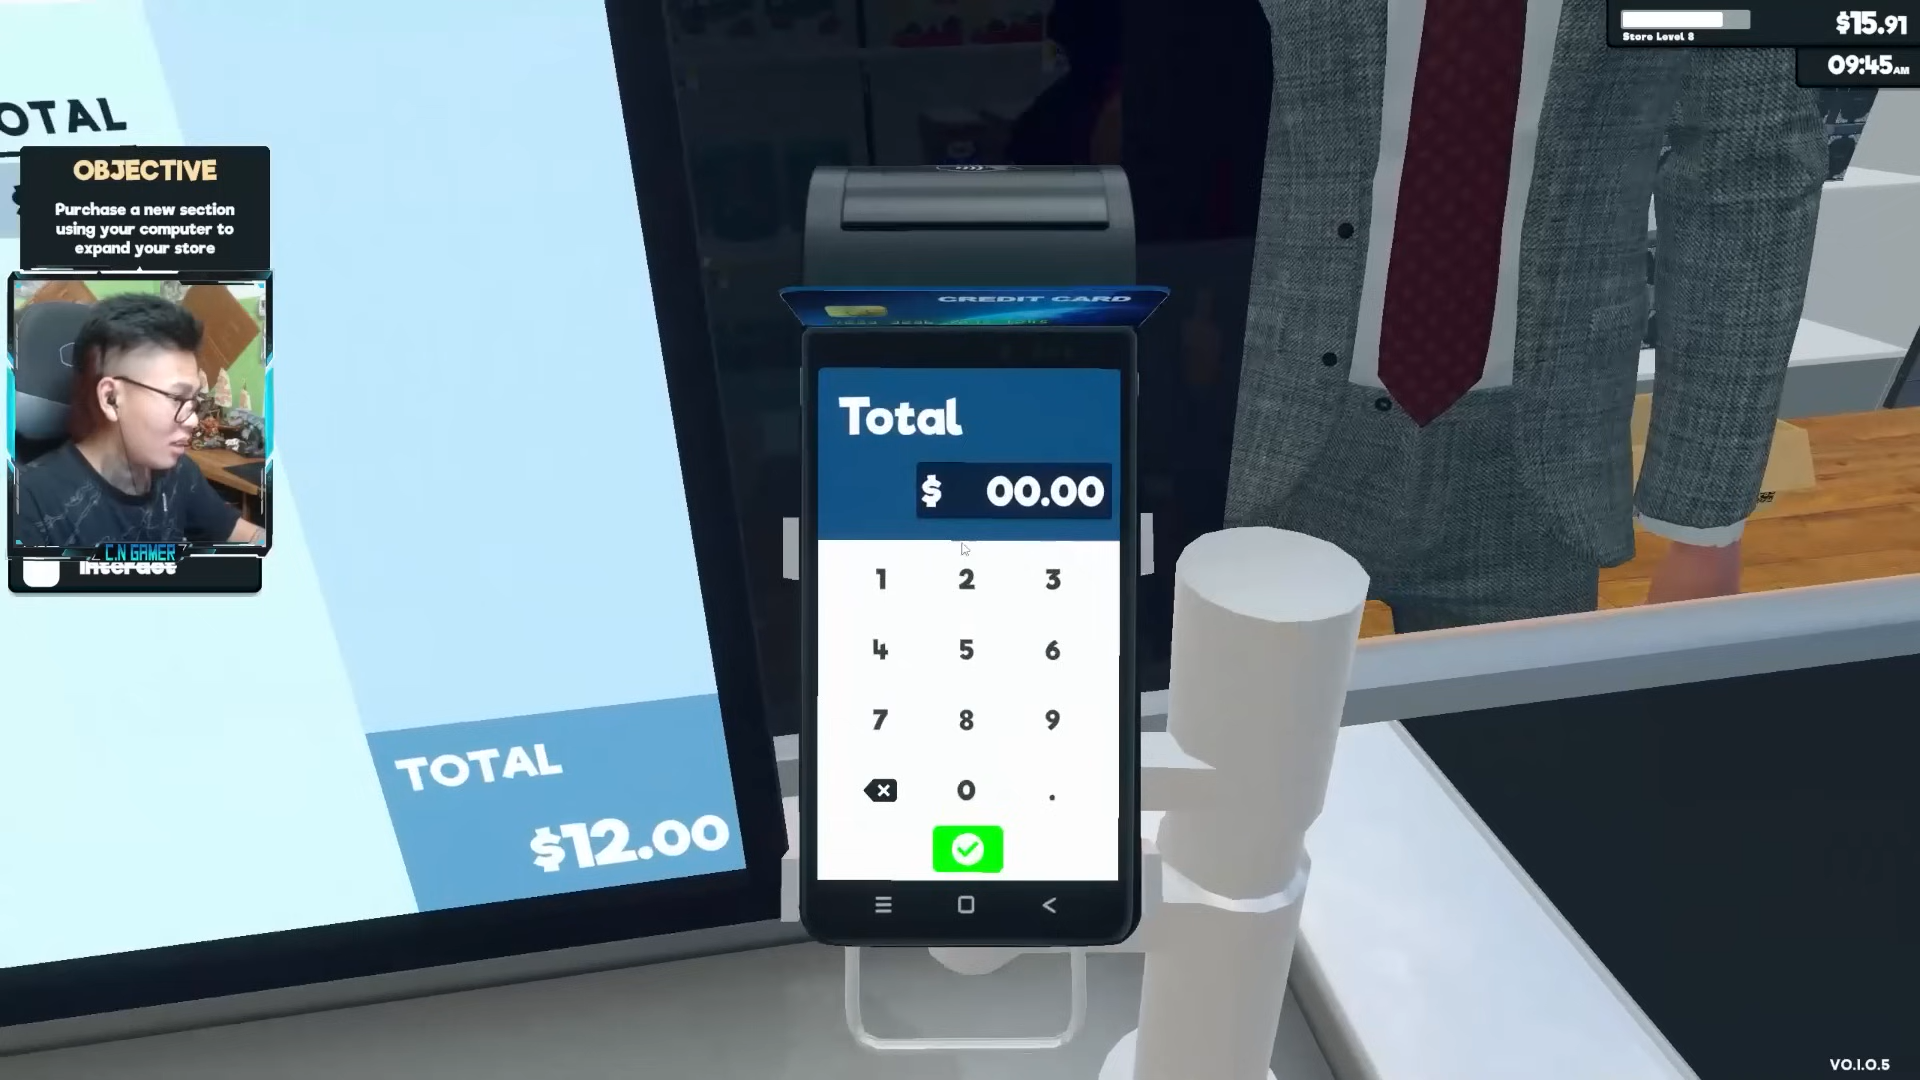 $15.91
Store Level 8
09:45AM
OTAL
OBJECTIVE
Purchase a new section
using your computer to
expand your store
C.N GAMER
Interact
CREDIT CARD
Total
$ 00.00
1 2 3
4 5 6
7 8 9
0 .
TOTAL
$12.00
V0.1.0.5